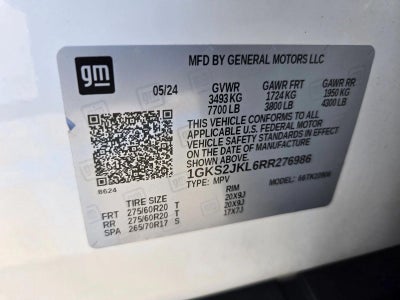 gm
MFD BY GENERAL MOTORS LLC
05/24 GVWR GAWR FRT GAWR RR
3493 KG 1724 KG 1950 KG
7700 LB 3800 LB 4300 LB
THIS VEHICLE CONFORMS TO ALL
APPLICABLE U.S. FEDERAL MOTOR
VEHICLE SAFETY STANDARDS IN
EFFECT ON THE DATE OF
MANUFACTURE SHOWN ABOVE.
1GKS2JKL6RR276986
8624 TYPE: MPV MODEL:
TIRE SIZE RIM
FRT 275/60R20 T 20X9J
RR 275/60R20 T 20X9J
SPA 265/70R17 S 17X7J